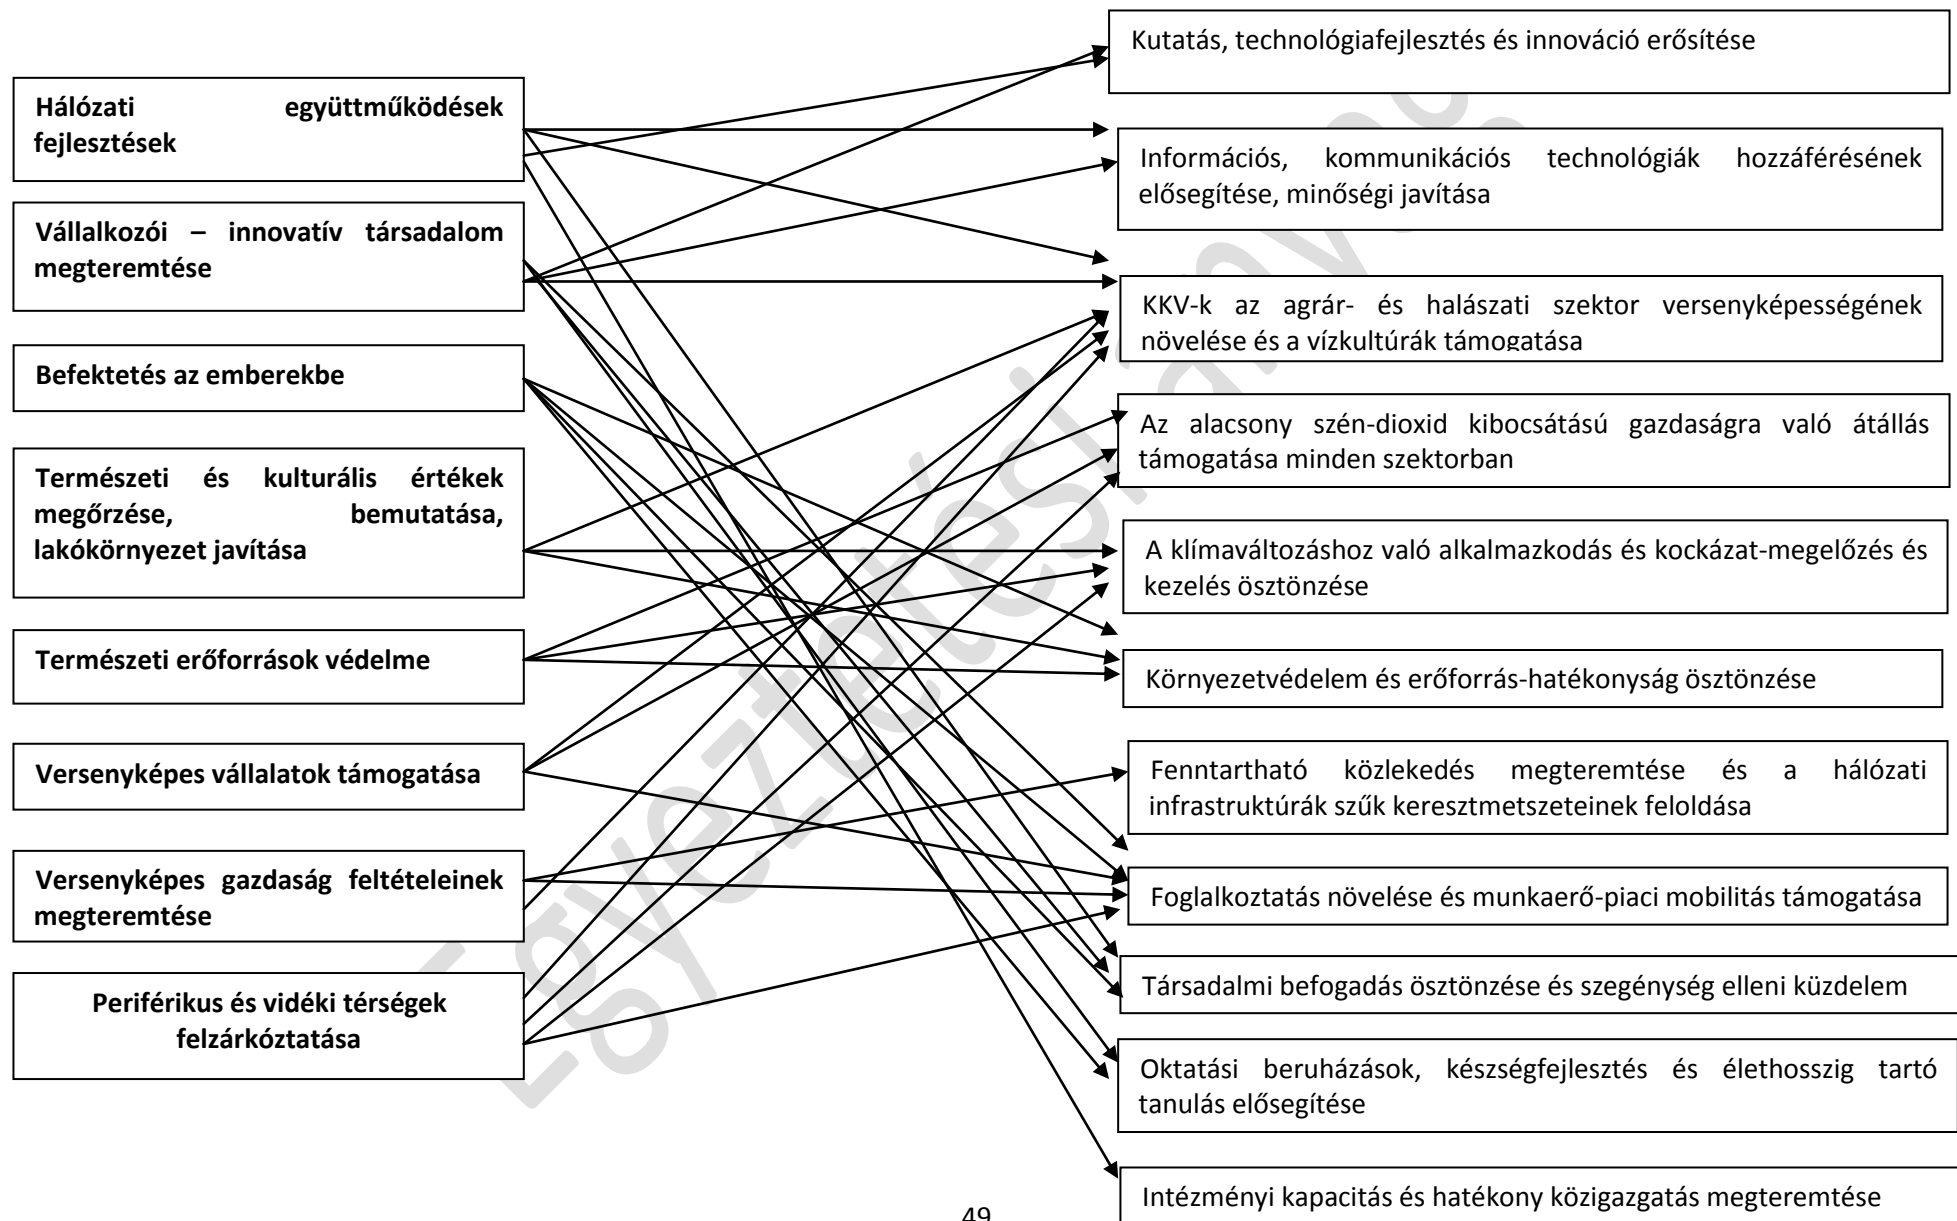 Hálózati együttműködések
fejlesztések
Vállalkozói – innovatív társadalom
megteremtése
Befektetés az emberekbe
Természeti és kulturális értékek
megőrzése, bemutatása,
lakókörnyezet javítása
Természeti erőforrások védelme
Versenyképes vállalatok támogatása
Versenyképes gazdaság feltételeinek
megteremtése
Periférikus és vidéki térségek
felzárkóztatása
Kutatás, technológiafejlesztés és innováció erősítése
Információs, kommunikációs technológiák hozzáférésének
elősegítése, minőségi javítása
KKV-k az agrár- és halászati szektor versenyképességének
növelése és a vízkultúrák támogatása
Az alacsony szén-dioxid kibocsátású gazdaságra való átállás
támogatása minden szektorban
A klímaváltozáshoz való alkalmazkodás és kockázat-megelőzés és
kezelés ösztönzése
Környezetvédelem és erőforrás-hatékonyság ösztönzése
Fenntartható közlekedés megteremtése és a hálózati
infrastruktúrák szűk keresztmetszeteinek feloldása
Foglalkoztatás növelése és munkaerő-piaci mobilitás támogatása
Társadalmi befogadás ösztönzése és szegénység elleni küzdelem
Oktatási beruházások, készségfejlesztés és élethosszig tartó
tanulás elősegítése
Intézményi kapacitás és hatékony közigazgatás megteremtése
49
Egyeztetési